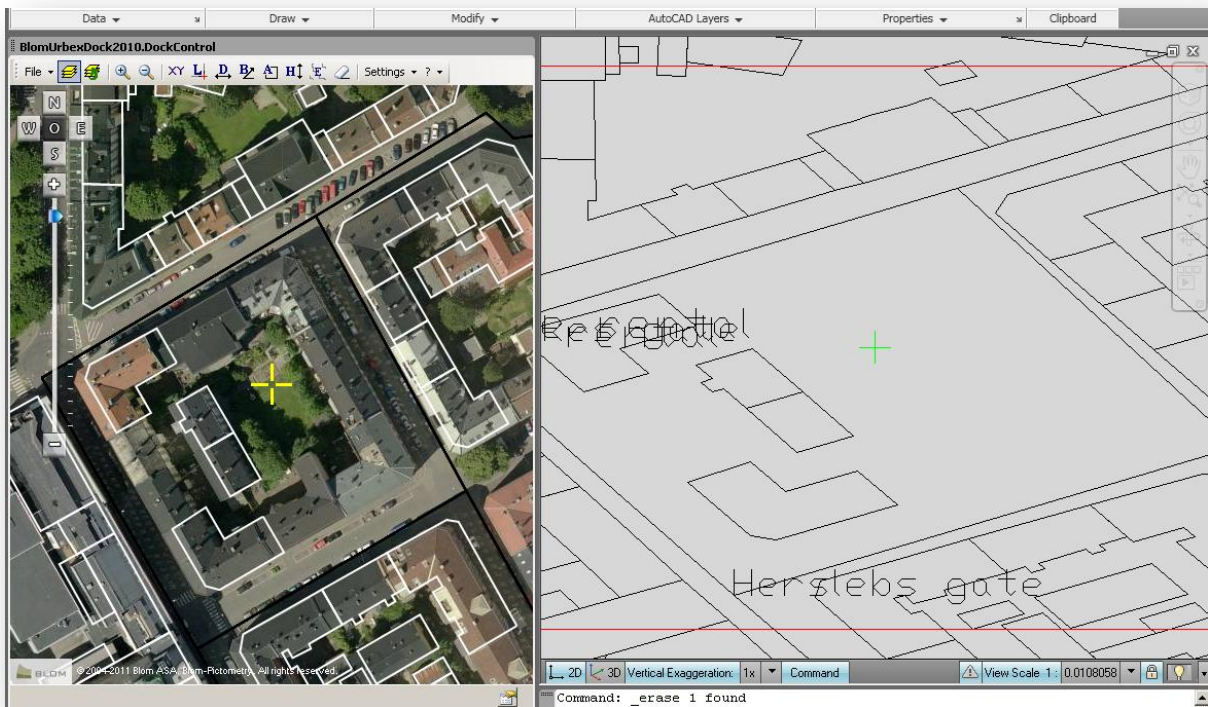 Data Draw Modify AutoCAD Layers Properties Clipboard
BlomUrbexDock2010.DockControl
File XY L D B A H E Settings ?
N
W O E
S
Herslebs gate
BLOM © 2004-2011 Blom ASA, Blom-Pictometry, All rights reserved.
2D 3D Vertical Exaggeration: 1x Command View Scale 1 : 0.0108058
Command: _erase 1 found